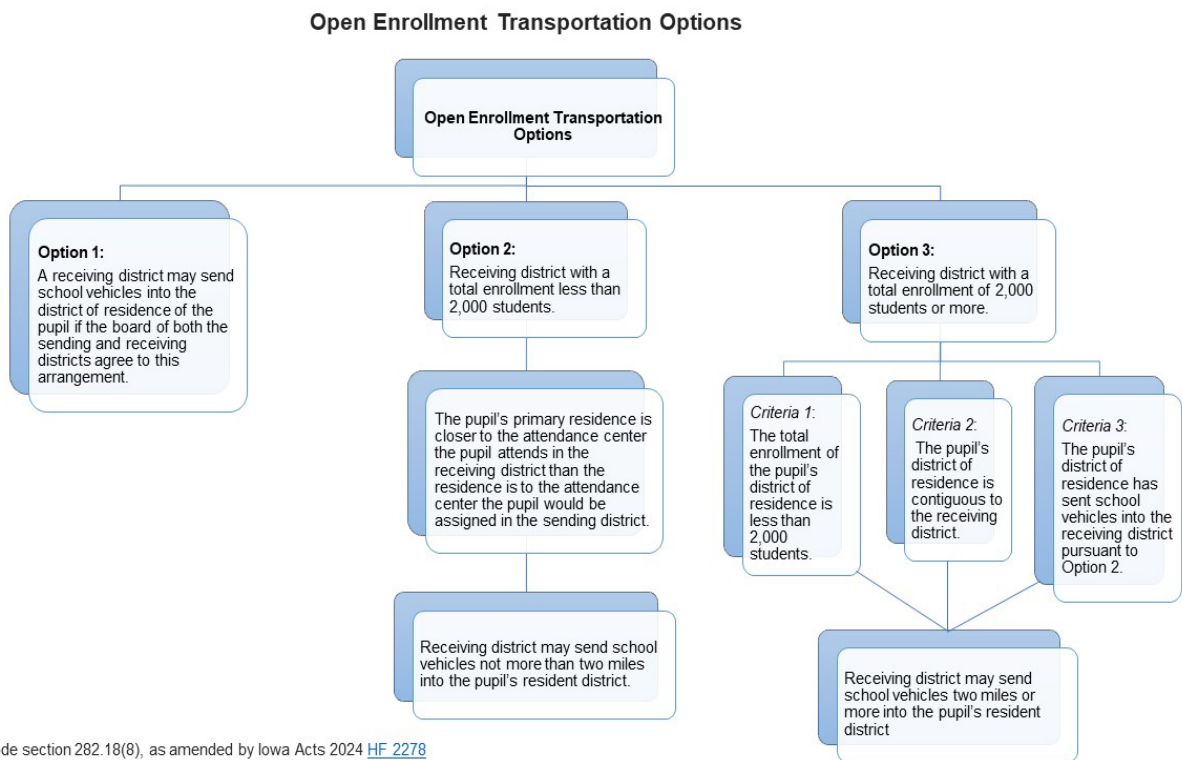 Open Enrollment Transportation Options
Open Enrollment Transportation
Options
Option 1:
A receiving district may send
school vehicles into the
district of residence of the
pupil if the board of both the
sending and receiving
districts agree to this
arrangement.
Option 2:
Receiving district with a
total enrollment less than
2,000 students.
The pupil's primary residence is
closer to the attendance center
the pupil attends in the
receiving district than the
residence is to the attendance
center the pupil would be
assigned in the sending district.
Receiving district may send school
vehicles not more than two miles
into the pupil's resident district.
Option 3:
Receiving district with a
total enrollment of 2,000
students or more.
Criteria 1:
The total
enrollment of
the pupil's
district of
residence is
less than
2,000
students.
Criteria 2:
The pupil's
district of
residence is
contiguous to
the receiving
district.
Criteria 3:
The pupil's
district of
residence has
sent school
vehicles into the
receiving district
pursuant to
Option 2.
Receiving district may send
school vehicles two miles or
more into the pupil's resident
district
de section 282.18(8), as amended by Iowa Acts 2024 HF 2278